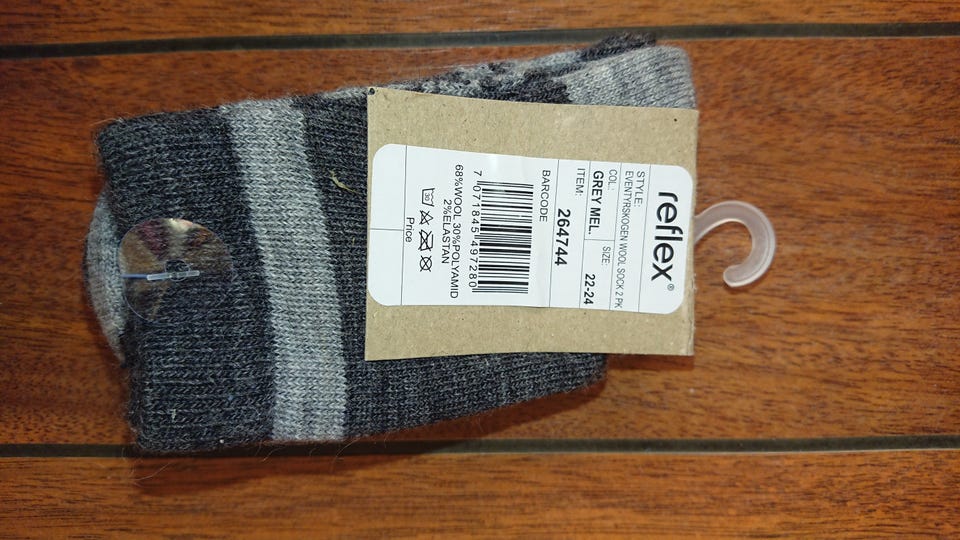 reflex®
STYLE:
EVENTYRSKOGEN WOOL SOCK 2 PK
COL.: SIZE:
GREY MEL. 22-24
ITEM:
264744
BARCODE
7 071845 497280
68%WOOL 30%POLYAMID
2%ELASTAN
30
Price